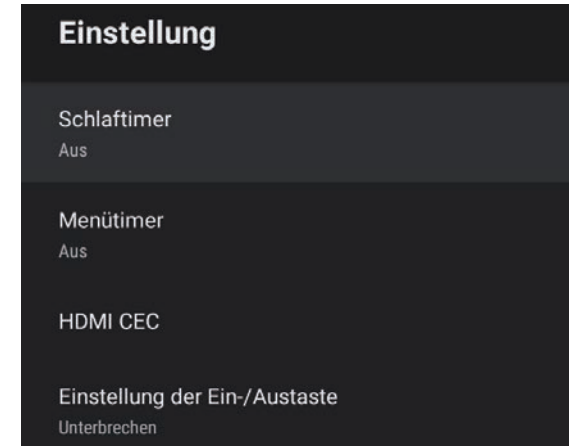 Einstellung
Schlaftimer
Aus
Menütimer
Aus
HDMI CEC
Einstellung der Ein-/Austaste
Unterbrechen